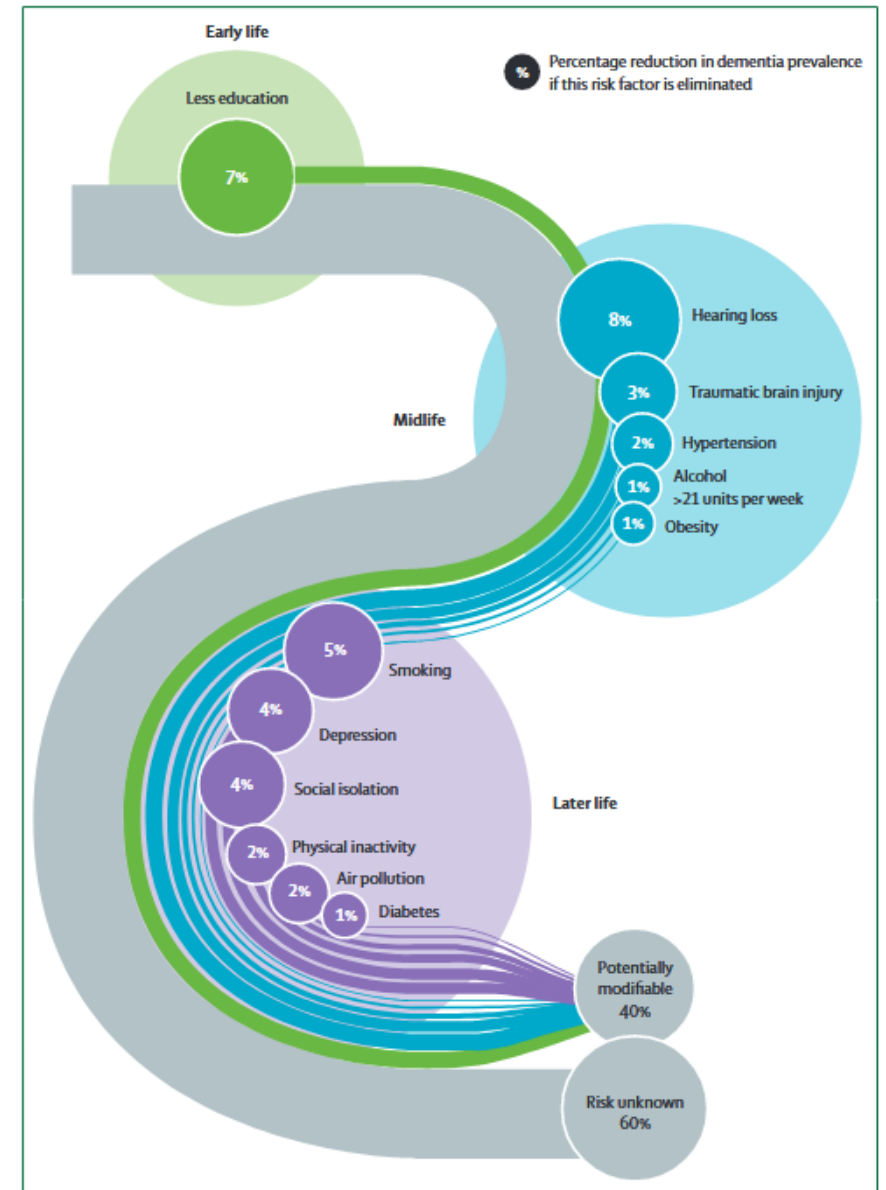 Early life
% Percentage reduction in dementia prevalence
if this risk factor is eliminated
Less education
7%
8%
Hearing loss
3%
Traumatic brain injury
Midlife
2%
Hypertension
1%
Alcohol
>21 units per week
1%
Obesity
5%
Smoking
4%
Depression
4%
Social isolation
Later life
2%
Physical inactivity
2%
Air pollution
1%
Diabetes
Potentially
modifiable
40%
Risk unknown
60%